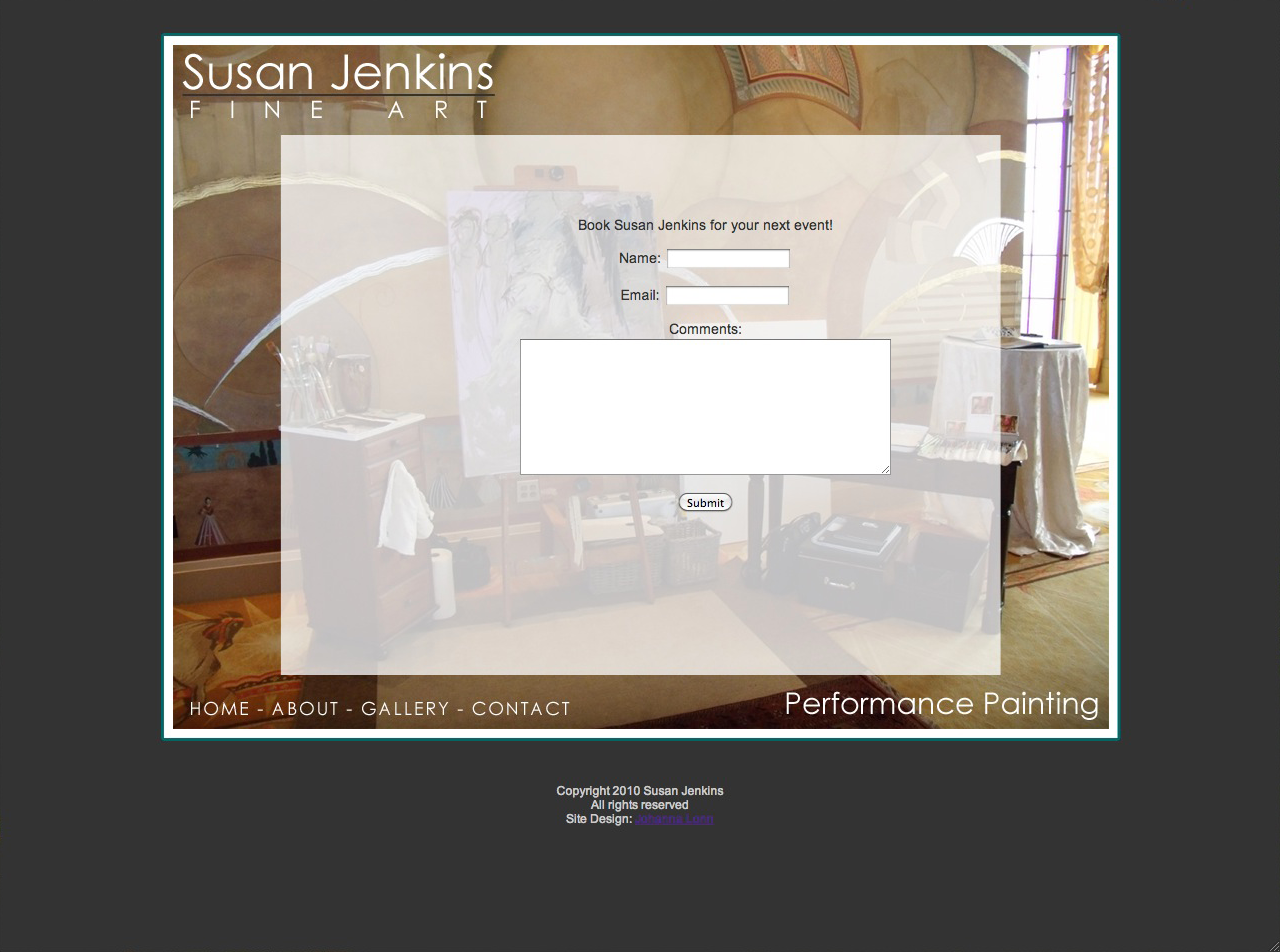 Susan Jenkins
FINE ART
Book Susan Jenkins for your next event!
Name:
Email:
Comments:
Submit
HOME - ABOUT - GALLERY - CONTACT
Performance Painting
Copyright 2010 Susan Jenkins
All rights reserved
Site Design: Johanna